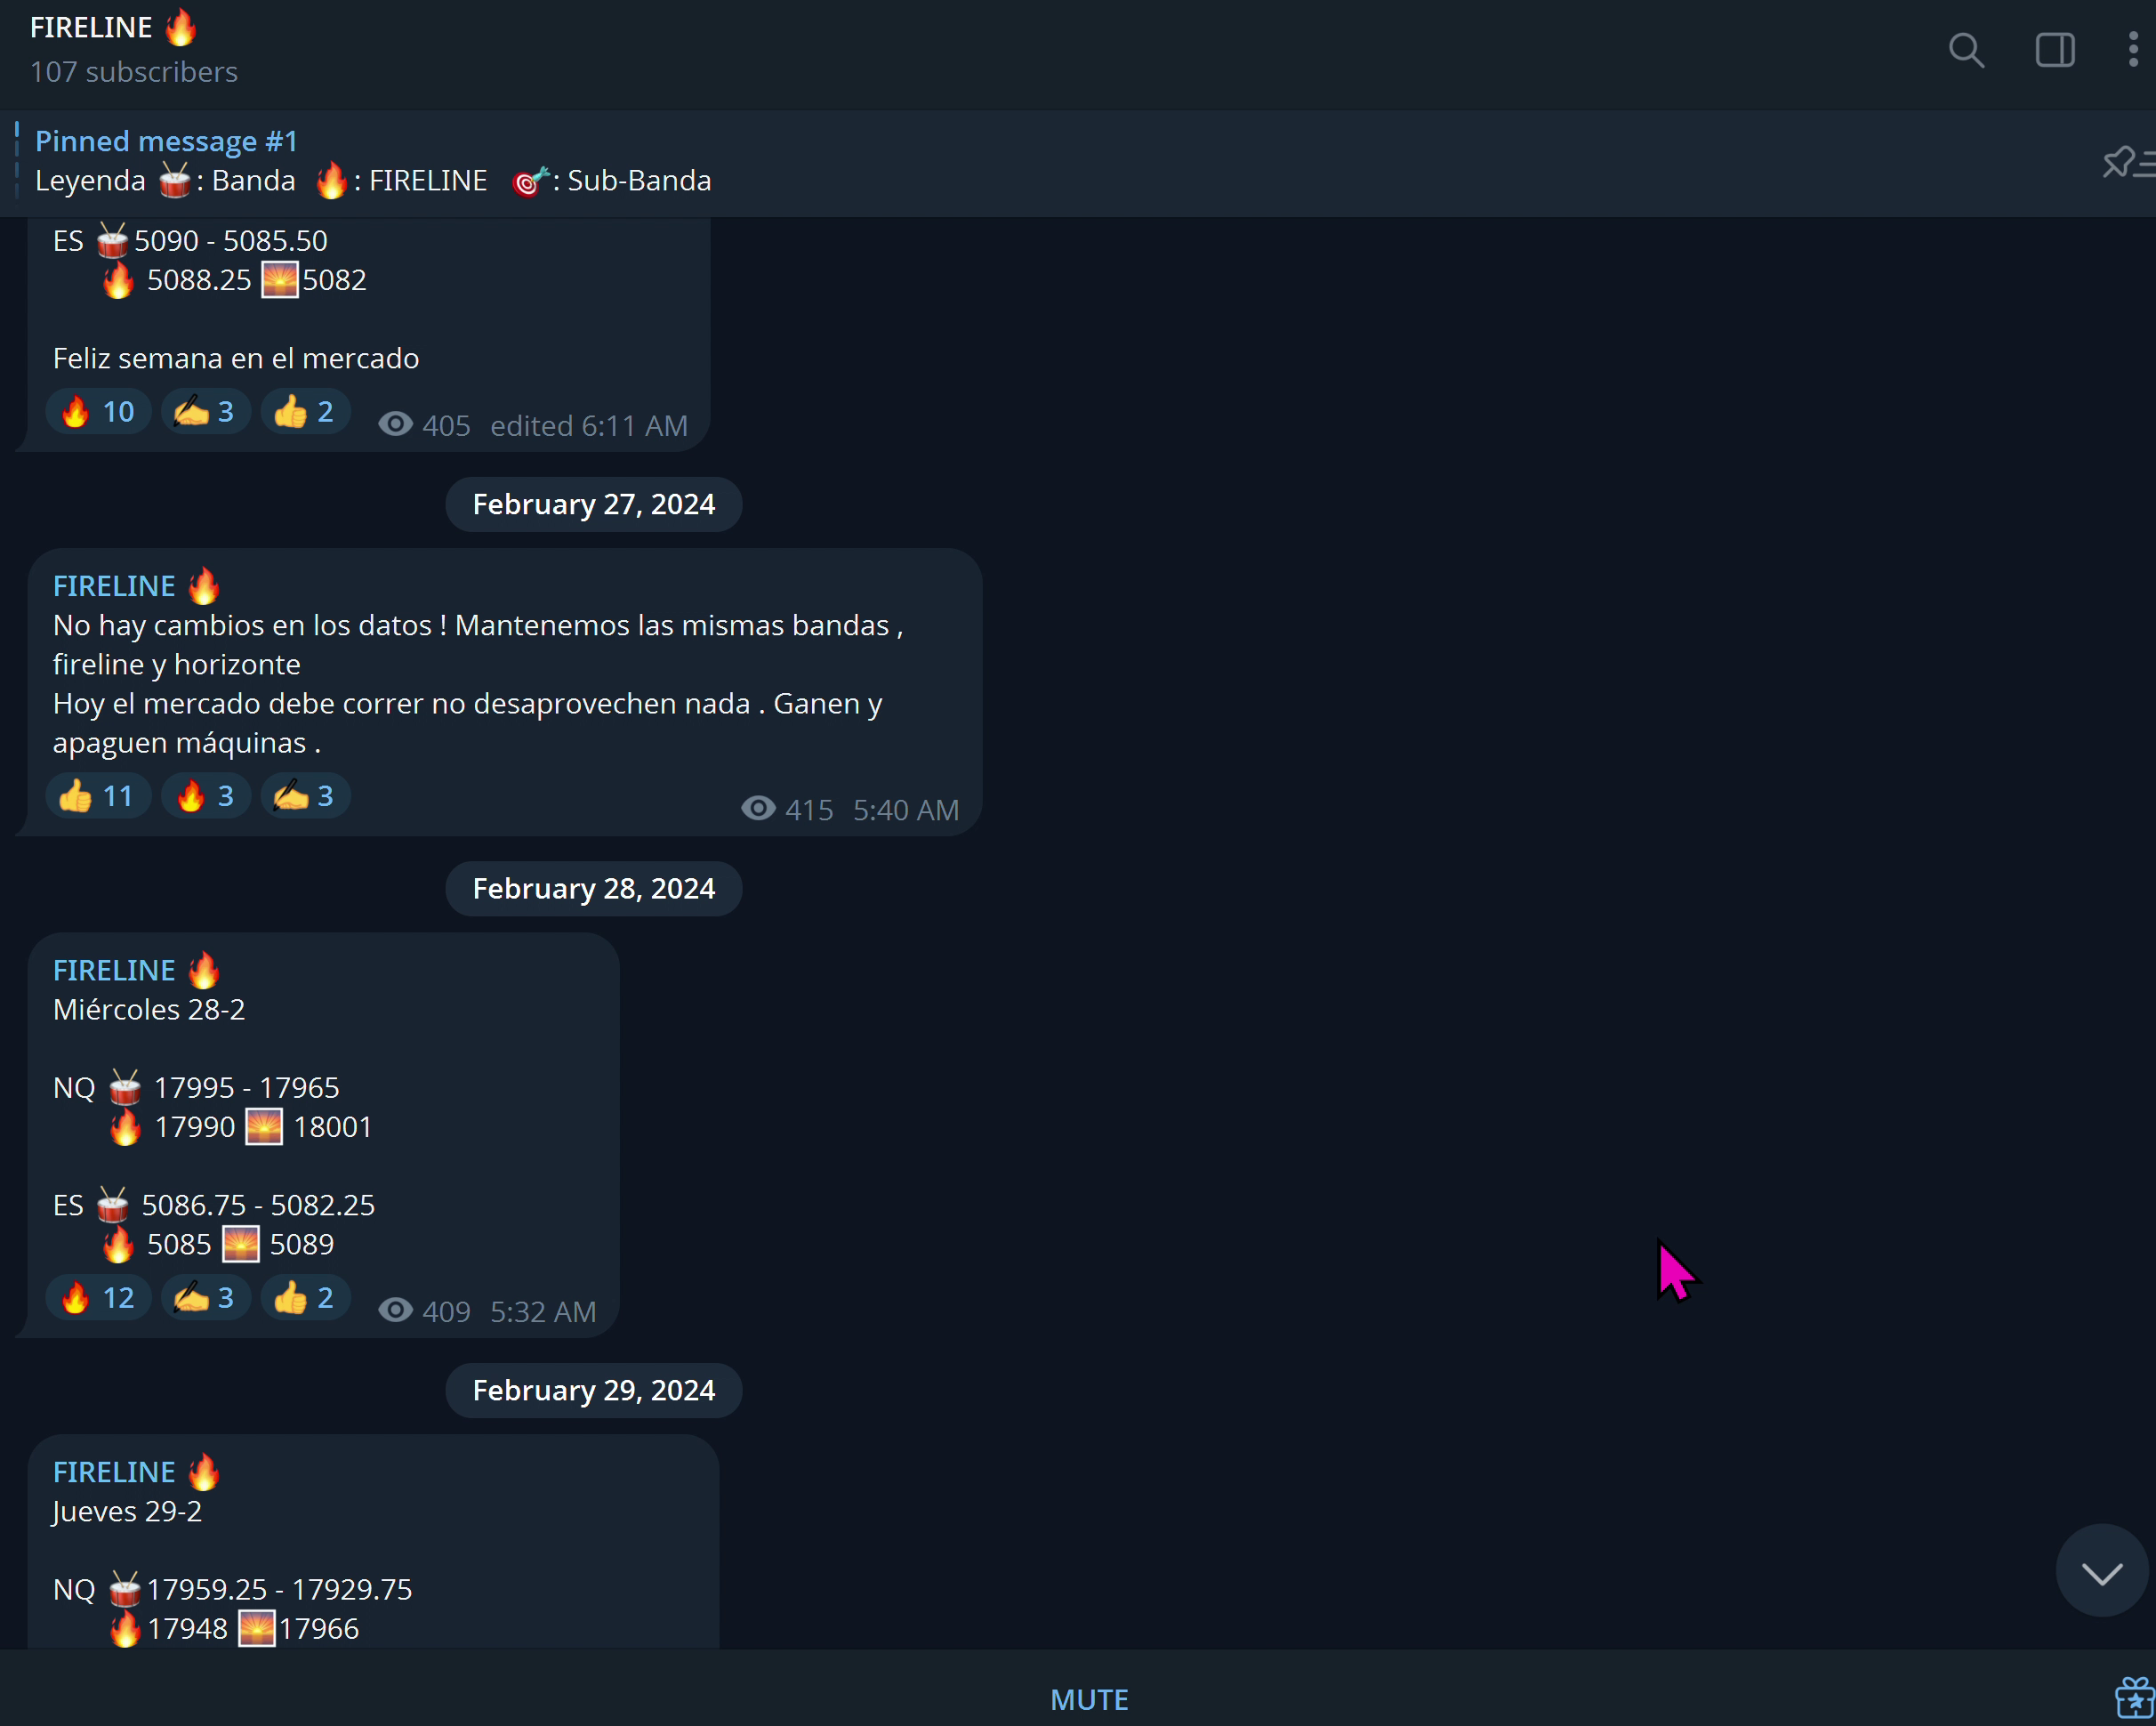 FIRELINE 🔥
107 subscribers
Pinned message #1
Leyenda 🥁: Banda 🔥: FIRELINE 🎯: Sub-Banda
ES 🥁5090 - 5085.50
🔥 5088.25 🌅5082
Feliz semana en el mercado
🔥 10 ✍ 3 👍 2 405 edited 6:11 AM
February 27, 2024
FIRELINE 🔥
No hay cambios en los datos ! Mantenemos las mismas bandas ,
fireline y horizonte
Hoy el mercado debe correr no desaprovechen nada . Ganen y
apaguen máquinas .
👍 11 🔥 3 ✍ 3 415 5:40 AM
February 28, 2024
FIRELINE 🔥
Miércoles 28-2
NQ 🥁 17995 - 17965
🔥 17990 🌅 18001
ES 🥁 5086.75 - 5082.25
🔥 5085 🌅 5089
🔥 12 ✍ 3 👍 2 409 5:32 AM
February 29, 2024
FIRELINE 🔥
Jueves 29-2
NQ 🥁17959.25 - 17929.75
🔥17948 🌅17966
MUTE